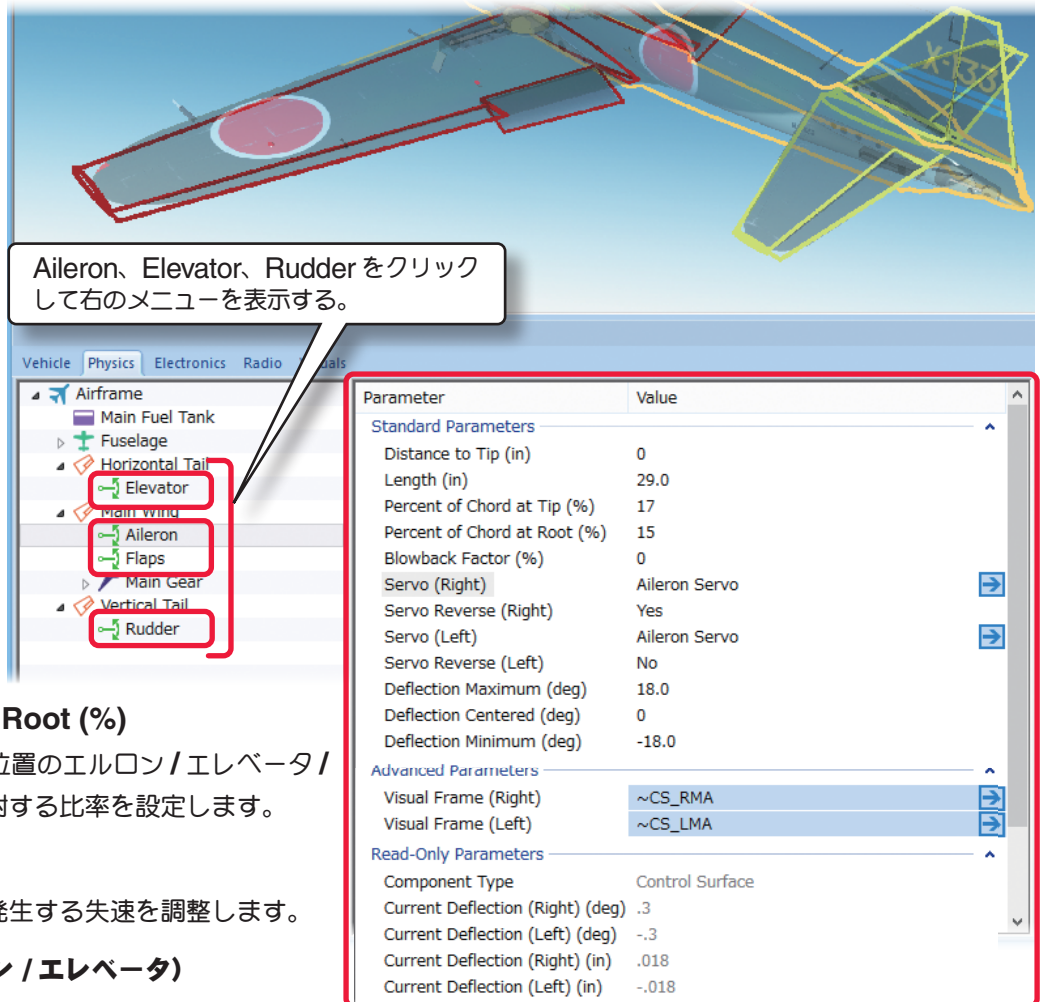 X-133
Aileron、Elevator、Rudder をクリック
して右のメニューを表示する。
Vehicle Physics Electronics Radio
Airframe
Main Fuel Tank
Fuselage
Horizontal Tail
Elevator
Main Wing
Aileron
Flaps
Main Gear
Vertical Tail
Rudder
Parameter Value
Standard Parameters
Distance to Tip (in) 0
Length (in) 29.0
Percent of Chord at Tip (%) 17
Percent of Chord at Root (%) 15
Blowback Factor (%) 0
Servo (Right) Aileron Servo
Servo Reverse (Right) Yes
Servo (Left) Aileron Servo
Servo Reverse (Left) No
Deflection Maximum (deg) 18.0
Deflection Centered (deg) 0
Deflection Minimum (deg) -18.0
Advanced Parameters
Visual Frame (Right) ~CS_RMA
Visual Frame (Left) ~CS_LMA
Read-Only Parameters
Component Type Control Surface
Current Deflection (Right) (deg) .3
Current Deflection (Left) (deg) -.3
Current Deflection (Right) (in) .018
Current Deflection (Left) (in) -.018
Root (%)
位置のエルロン / エレベータ /
対する比率を設定します。
発生する失速を調整します。
ン / エレベータ）